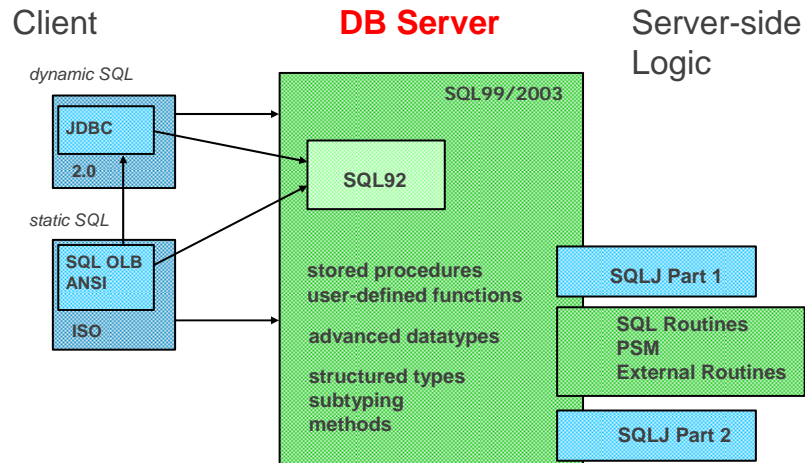 Client
DB Server
Server-side
Logic
dynamic SQL
JDBC
2.0
static SQL
SQL OLB
ANSI
ISO
SQL99/2003
SQL92
stored procedures
user-defined functions
advanced datatypes
structured types
subtyping
methods
SQLJ Part 1
SQL Routines
PSM
External Routines
SQLJ Part 2